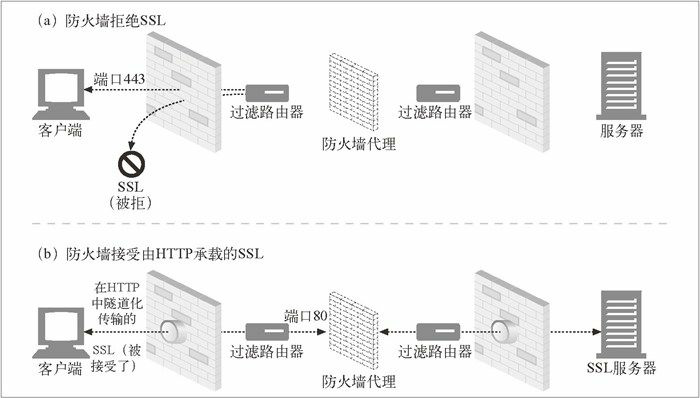 (a) 防火墙拒绝SSL
端口443
客户端
过滤路由器
防火墙代理
过滤路由器
服务器
SSL
（被拒）
(b) 防火墙接受由HTTP承载的SSL
在HTTP
中隧道化
传输的
SSL（被
接受了）
客户端
过滤路由器
端口80
防火墙代理
过滤路由器
SSL服务器